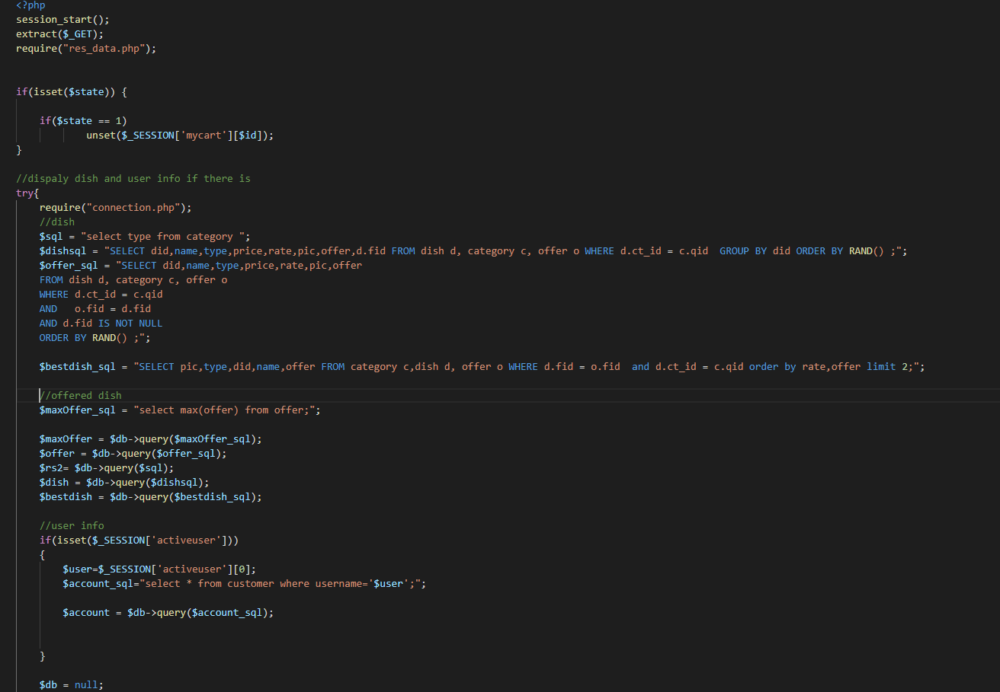 <?php
session_start();
extract($_GET);
require("res_data.php");
if(isset($state)) {
if($state == 1)
unset($_SESSION['mycart'][$id]);
}
//dispaly dish and user info if there is
try{
require("connection.php");
//dish
$sql = "select type from category ";
$dishsql = "SELECT did,name,type,price,rate,pic,offer,d.fid FROM dish d, category c, offer o WHERE d.ct_id = c.qid  GROUP BY did ORDER BY RAND() ;";
$offer_sql = "SELECT did,name,type,price,rate,pic,offer
FROM dish d, category c, offer o
WHERE d.ct_id = c.qid
AND   o.fid = d.fid
AND d.fid IS NOT NULL
ORDER BY RAND() ;";
$bestdish_sql = "SELECT pic,type,did,name,offer FROM category c,dish d, offer o WHERE d.fid = o.fid  and d.ct_id = c.qid order by rate,offer limit 2;";
//offered dish
$maxOffer_sql = "select max(offer) from offer;";
$maxOffer = $db->query($maxOffer_sql);
$offer = $db->query($offer_sql);
$rs2= $db->query($sql);
$dish = $db->query($dishsql);
$bestdish = $db->query($bestdish_sql);
//user info
if(isset($_SESSION['activeuser']))
{
$user=$_SESSION['activeuser'][0];
$account_sql="select * from customer where username='$user';";
$account = $db->query($account_sql);
}
$db = null;